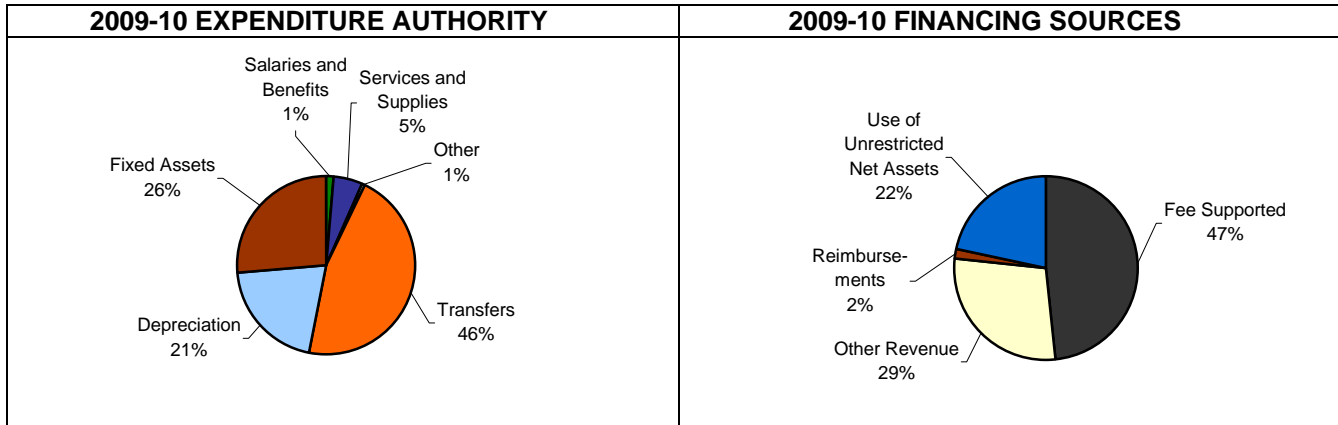 2009-10 EXPENDITURE AUTHORITY
Salaries and
Benefits
1%
Services and
Supplies
5%
Other
1%
Fixed Assets
26%
Transfers
46%
Depreciation
21%
2009-10 FINANCING SOURCES
Use of
Unrestricted
Net Assets
22%
Fee Supported
47%
Reimburse-
ments
2%
Other Revenue
29%